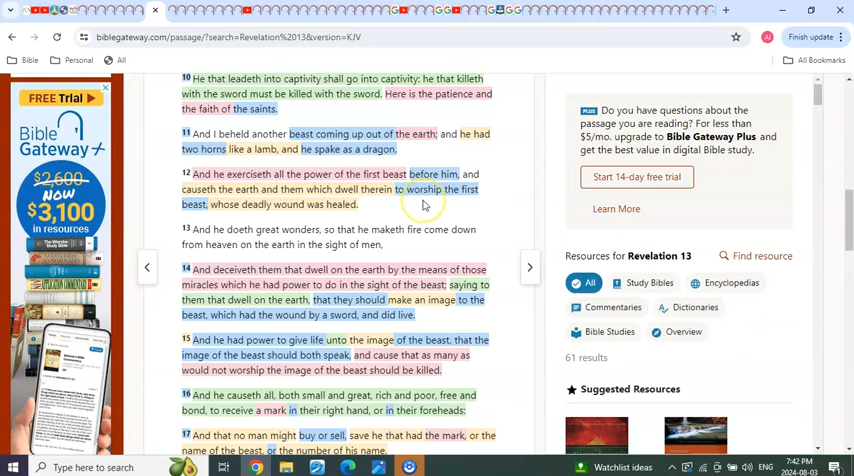 biblegateway.com/passage/?search=Revelation%2013&version=KJV
AI
Finish update
Bible
Personal
All
All Bookmarks
FREE Trial
Bible
Gateway+
$2,600
NOW
$3,100
in resources
10 He that leadeth into captivity shall go into captivity: he that killeth
with the sword must be killed with the sword. Here is the patience and
the faith of the saints.
11 And I beheld another beast coming up out of the earth; and he had
two horns like a lamb, and he spake as a dragon.
12 And he exerciseth all the power of the first beast before him, and
causeth the earth and them which dwell therein to worship the first
beast, whose deadly wound was healed.
13 And he doeth great wonders, so that he maketh fire come down
from heaven on the earth in the sight of men,
14 And deceiveth them that dwell on the earth by the means of those
miracles which he had power to do in the sight of the beast; saying to
them that dwell on the earth, that they should make an image to the
beast, which had the wound by a sword, and did live.
15 And he had power to give life unto the image of the beast, that the
image of the beast should both speak, and cause that as many as
would not worship the image of the beast should be killed.
16 And he causeth all, both small and great, rich and poor, free and
bond, to receive a mark in their right hand, or in their foreheads:
17 And that no man might buy or sell, save he that had the mark, or the
name of the beast, or the number of his name.
PLUS Do you have questions about the
passage you are reading? For less than
$5/mo. upgrade to Bible Gateway Plus and
get the best value in digital Bible study.
Start 14-day free trial
Learn More
Resources for Revelation 13
Find resource
All
Study Bibles
Encyclopedias
Commentaries
Dictionaries
Bible Studies
Overview
61 results
Suggested Resources
Type here to search
Watchlist ideas
ENG
7:42 PM
2024-08-03